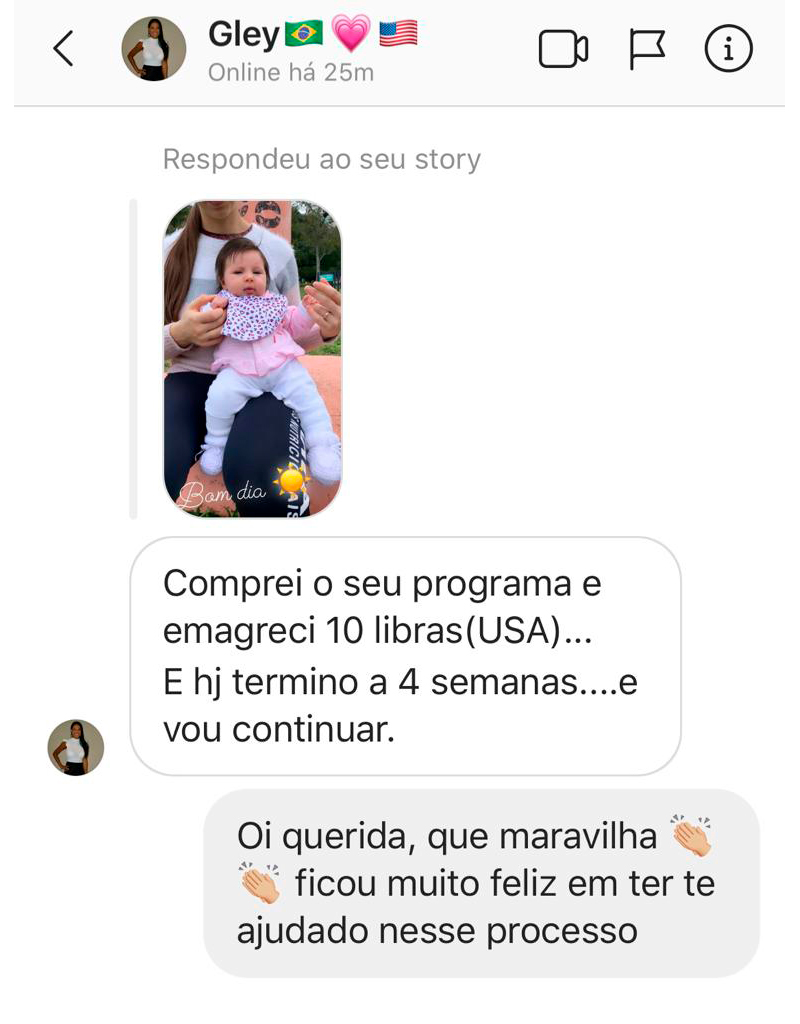 Gley🇧🇷💗🇺🇸
Online há 25m
Respondeu ao seu story
Bom dia
Comprei o seu programa e
emagreci 10 libras(USA)...
E hj termino a 4 semanas....e
vou continuar.
Oi querida, que maravilha 👏🏼
👏🏼 ficou muito feliz em ter te
ajudado nesse processo